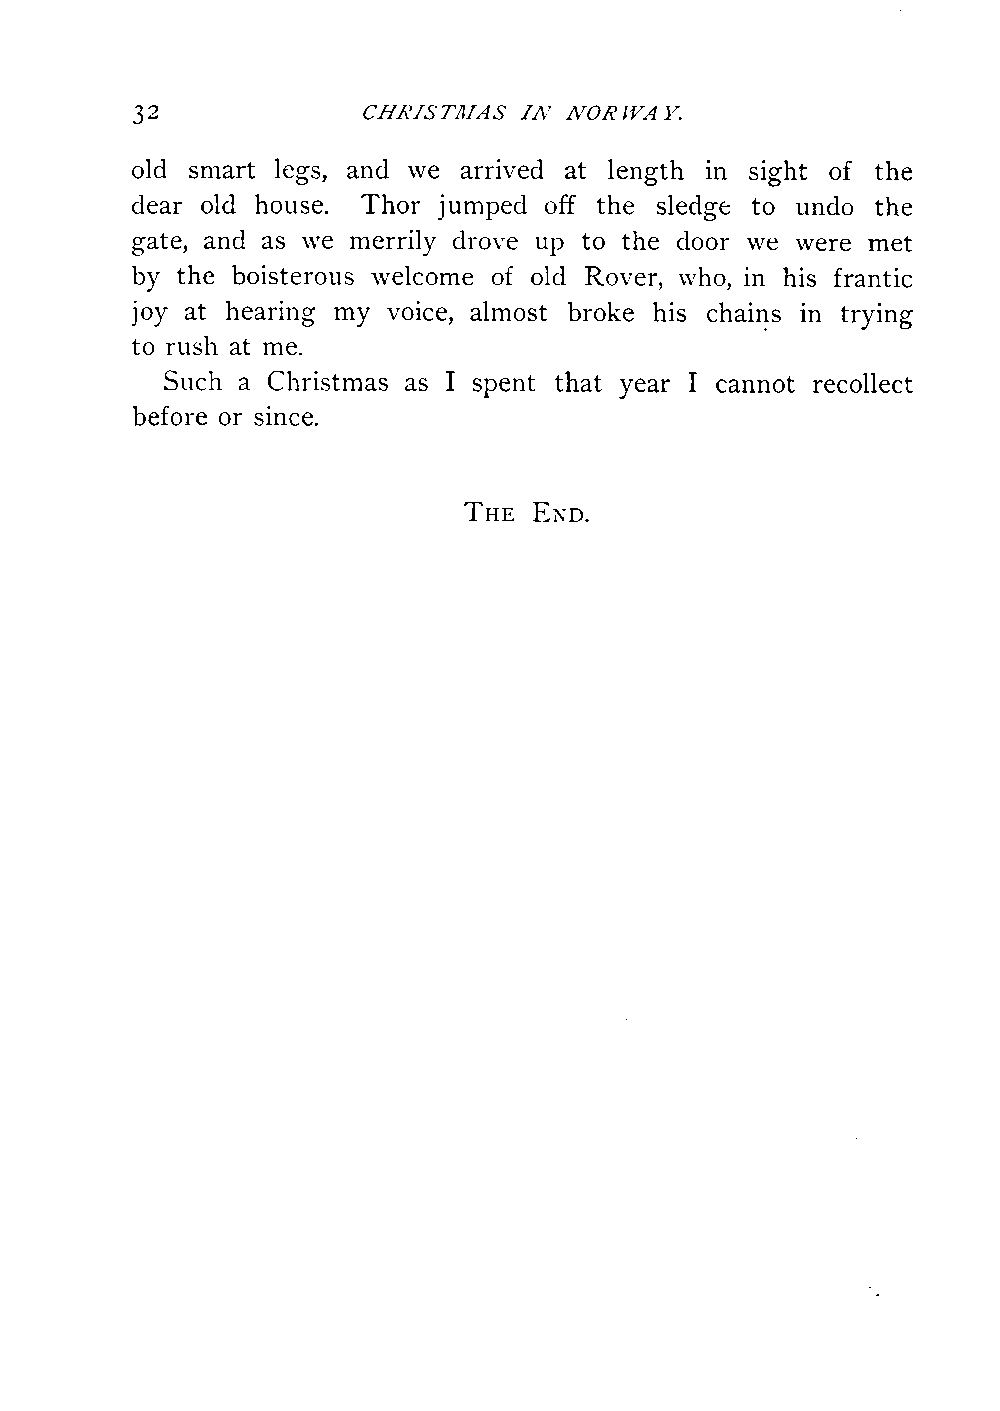 32 CHRISTMAS IN NORWAY.
old smart legs, and we arrived at length in sight of the
dear old house. Thor jumped off the sledge to undo the
gate, and as we merrily drove up to the door we were met
by the boisterous welcome of old Rover, who, in his frantic
joy at hearing my voice, almost broke his chains in trying
to rush at me.
Such a Christmas as I spent that year I cannot recollect
before or since.
THE END.